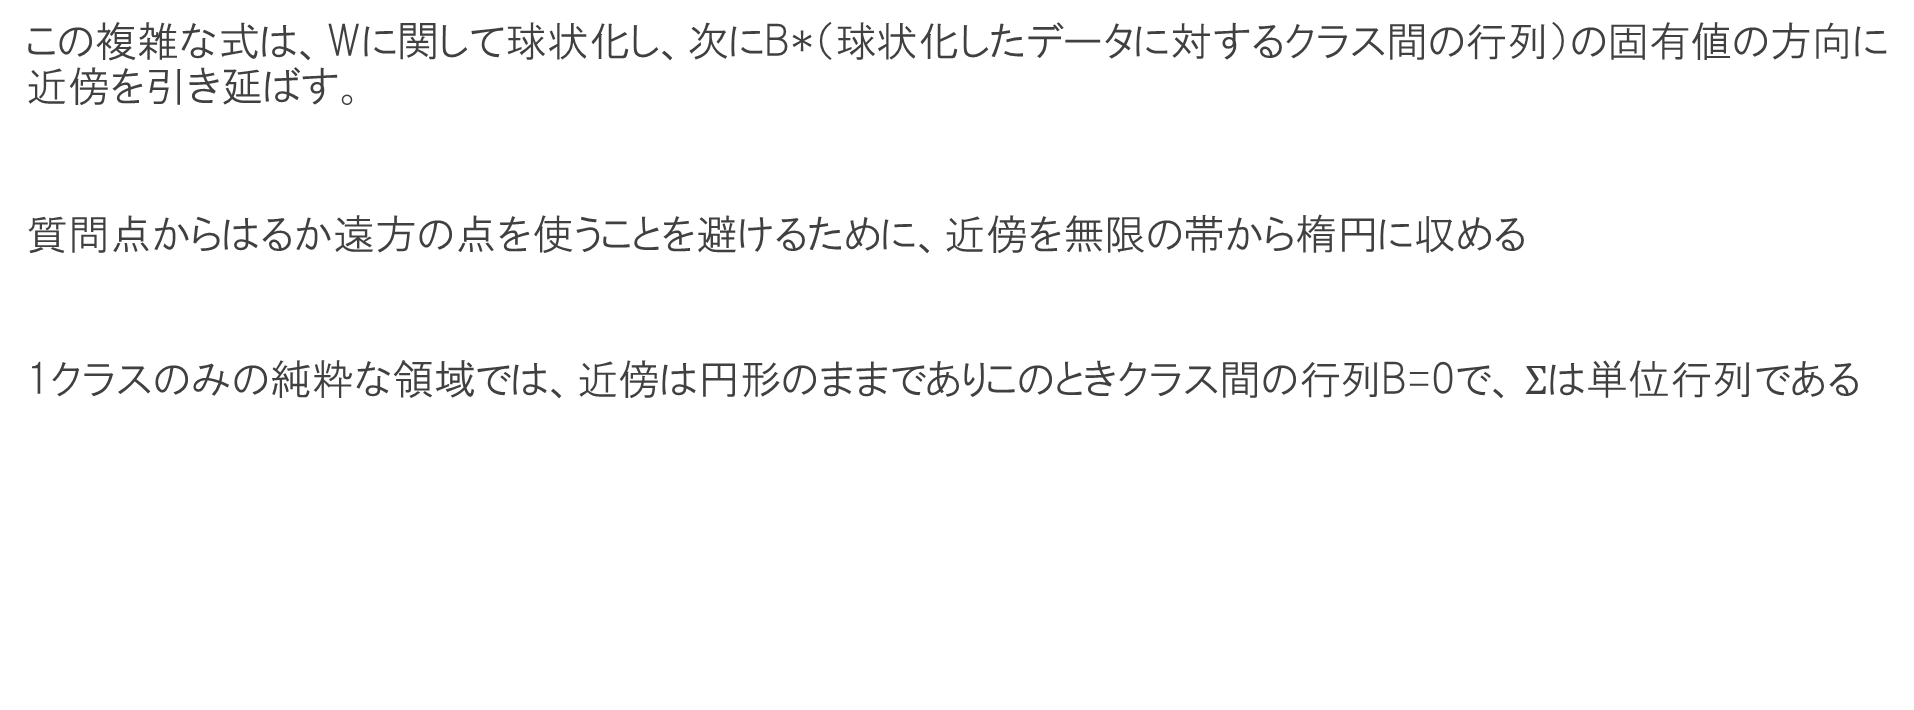 この複雑な式は、Wに関して球状化し、次にB*(球状化したデータに対するクラス間の行列)の固有値の方向に
近傍を引き延ばす。
質問点からはるか遠方の点を使うことを避けるために、近傍を無限の帯から楕円に収める
1クラスのみの純粋な領域では、近傍は円形のままでありこのときクラス間の行列B=0で、Σは単位行列である